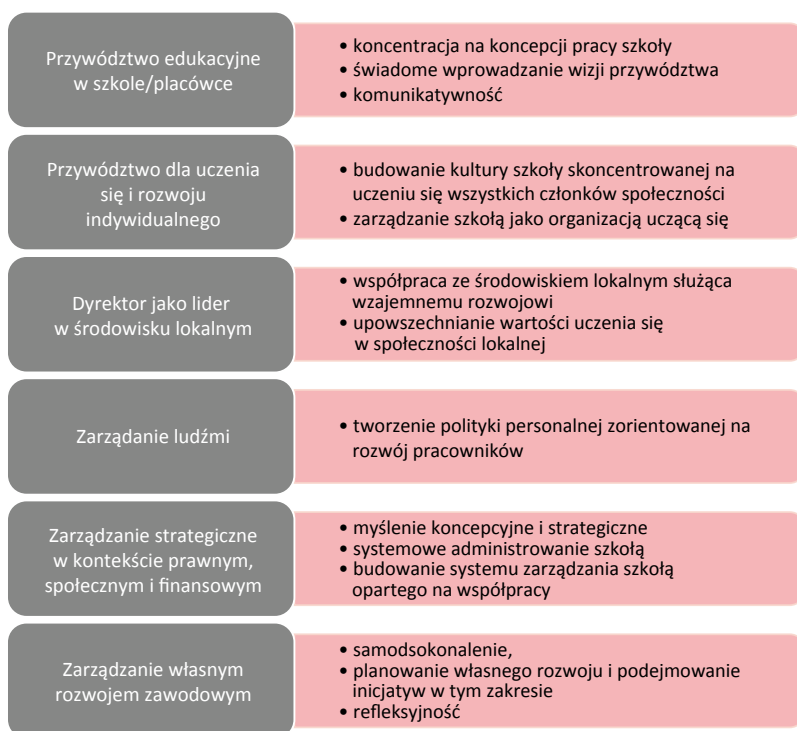 Przywództwo edukacyjne
w szkole/placówce
• koncentracja na koncepcji pracy szkoły
• świadome wprowadzanie wizji przywództwa
• komunikatywność
Przywództwo dla uczenia
się i rozwoju
indywidualnego
• budowanie kultury szkoły skoncentrowanej na
uczeniu się wszystkich członków społeczności
• zarządzanie szkołą jako organizacją uczącą się
Dyrektor jako lider
w środowisku lokalnym
• współpraca ze środowiskiem lokalnym służąca
wzajemnemu rozwojowi
• upowszechnianie wartości uczenia się
w społeczności lokalnej
Zarządanie ludźmi
• tworzenie polityki personalnej zorientowanej na
rozwój pracowników
Zarządzanie strategiczne
w kontekście prawnym,
społecznym i finansowym
• myślenie koncepcyjne i strategiczne
• systemowe administrowanie szkołą
• budowanie systemu zarządzania szkołą
opartego na współpracy
Zarządzanie własnym
rozwojem zawodowym
• samodsokonalenie,
• planowanie własnego rozwoju i podejmowanie
inicjatyw w tym zakresie
• refleksyjność